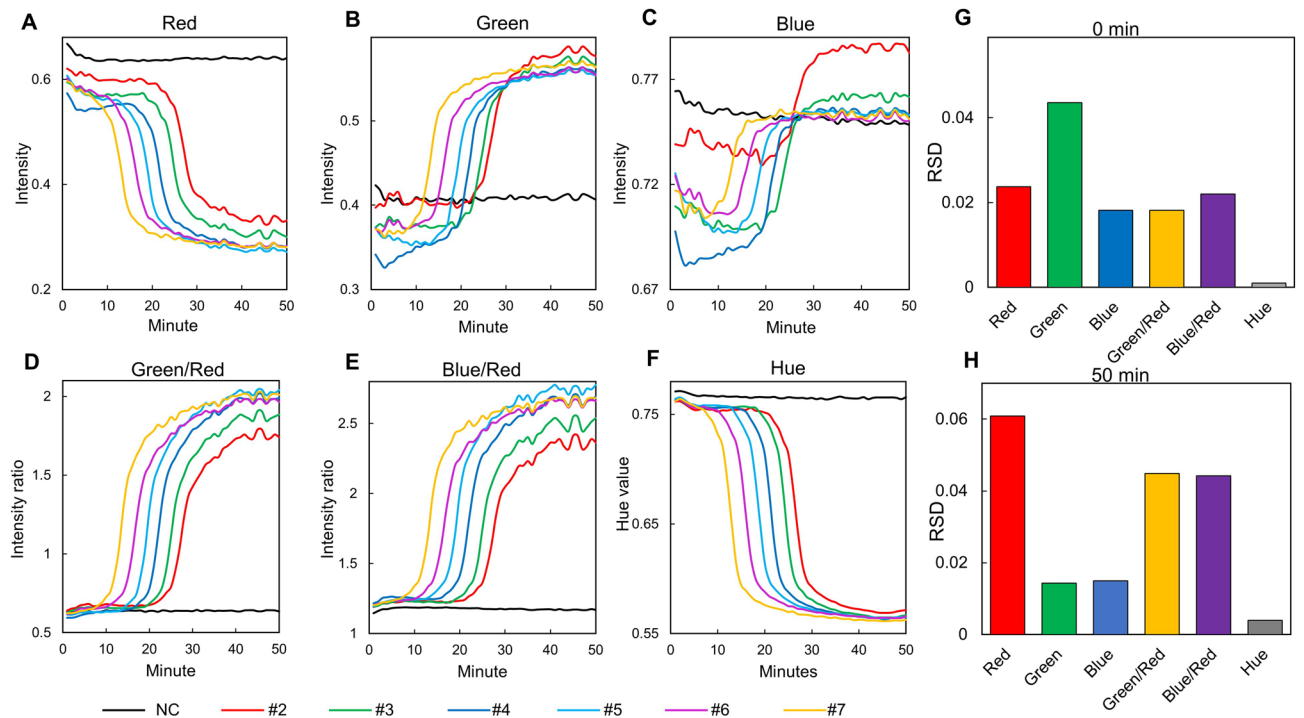 A
Red
Intensity
0.6
0.4
0.2
0 10 20 30 40 50
Minute
B
Green
Intensity
0.5
0.4
0.3
0 10 20 30 40 50
Minute
C
Blue
Intensity
0.77
0.72
0.67
0 10 20 30 40 50
Minute
G
0 min
RSD
0.04
0.02
0
Red Green Blue Green/Red Blue/Red Hue
D
Green/Red
Intensity ratio
2
1.5
1
0.5
0 10 20 30 40 50
Minute
E
Blue/Red
Intensity ratio
2.5
2
1.5
1
0 10 20 30 40 50
Minute
F
Hue
Hue value
0.75
0.65
0.55
0 10 20 30 40 50
Minutes
H
50 min
RSD
0.06
0.04
0.02
0
Red Green Blue Green/Red Blue/Red Hue
NC #2 #3 #4 #5 #6 #7